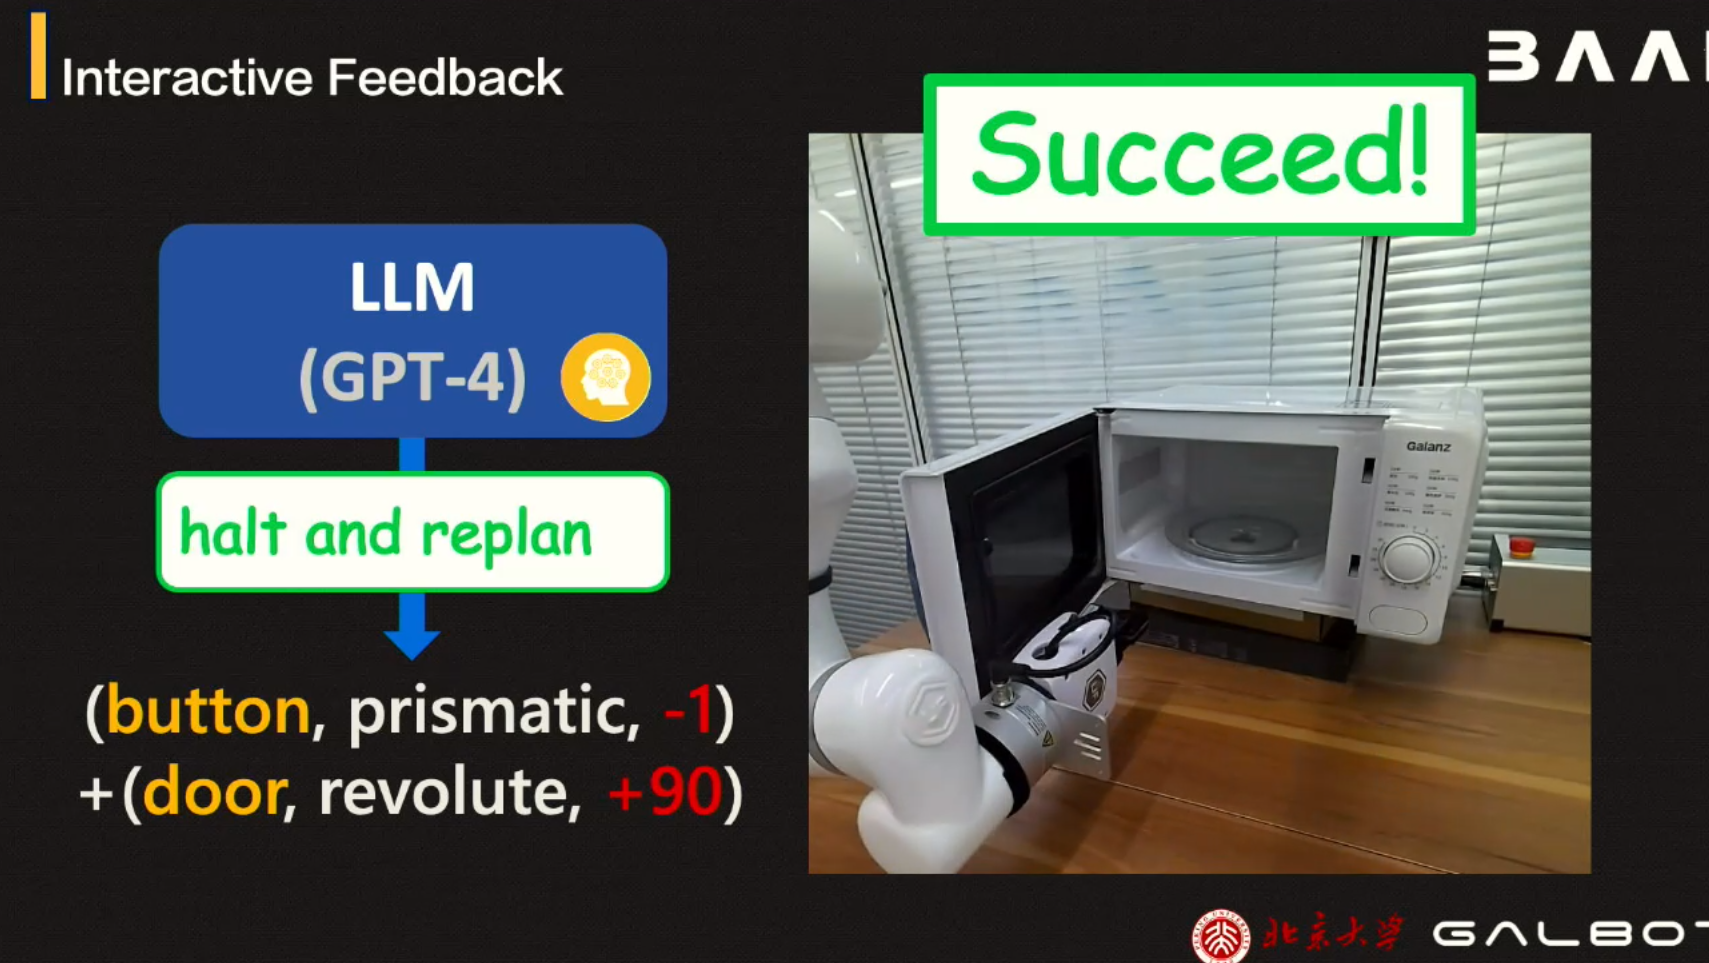 Interactive Feedback
BAA
Succeed!
LLM
(GPT-4)
halt and replan
(button, prismatic, -1)
+(door, revolute, +90)
Galanz
北京大学
GALBOT